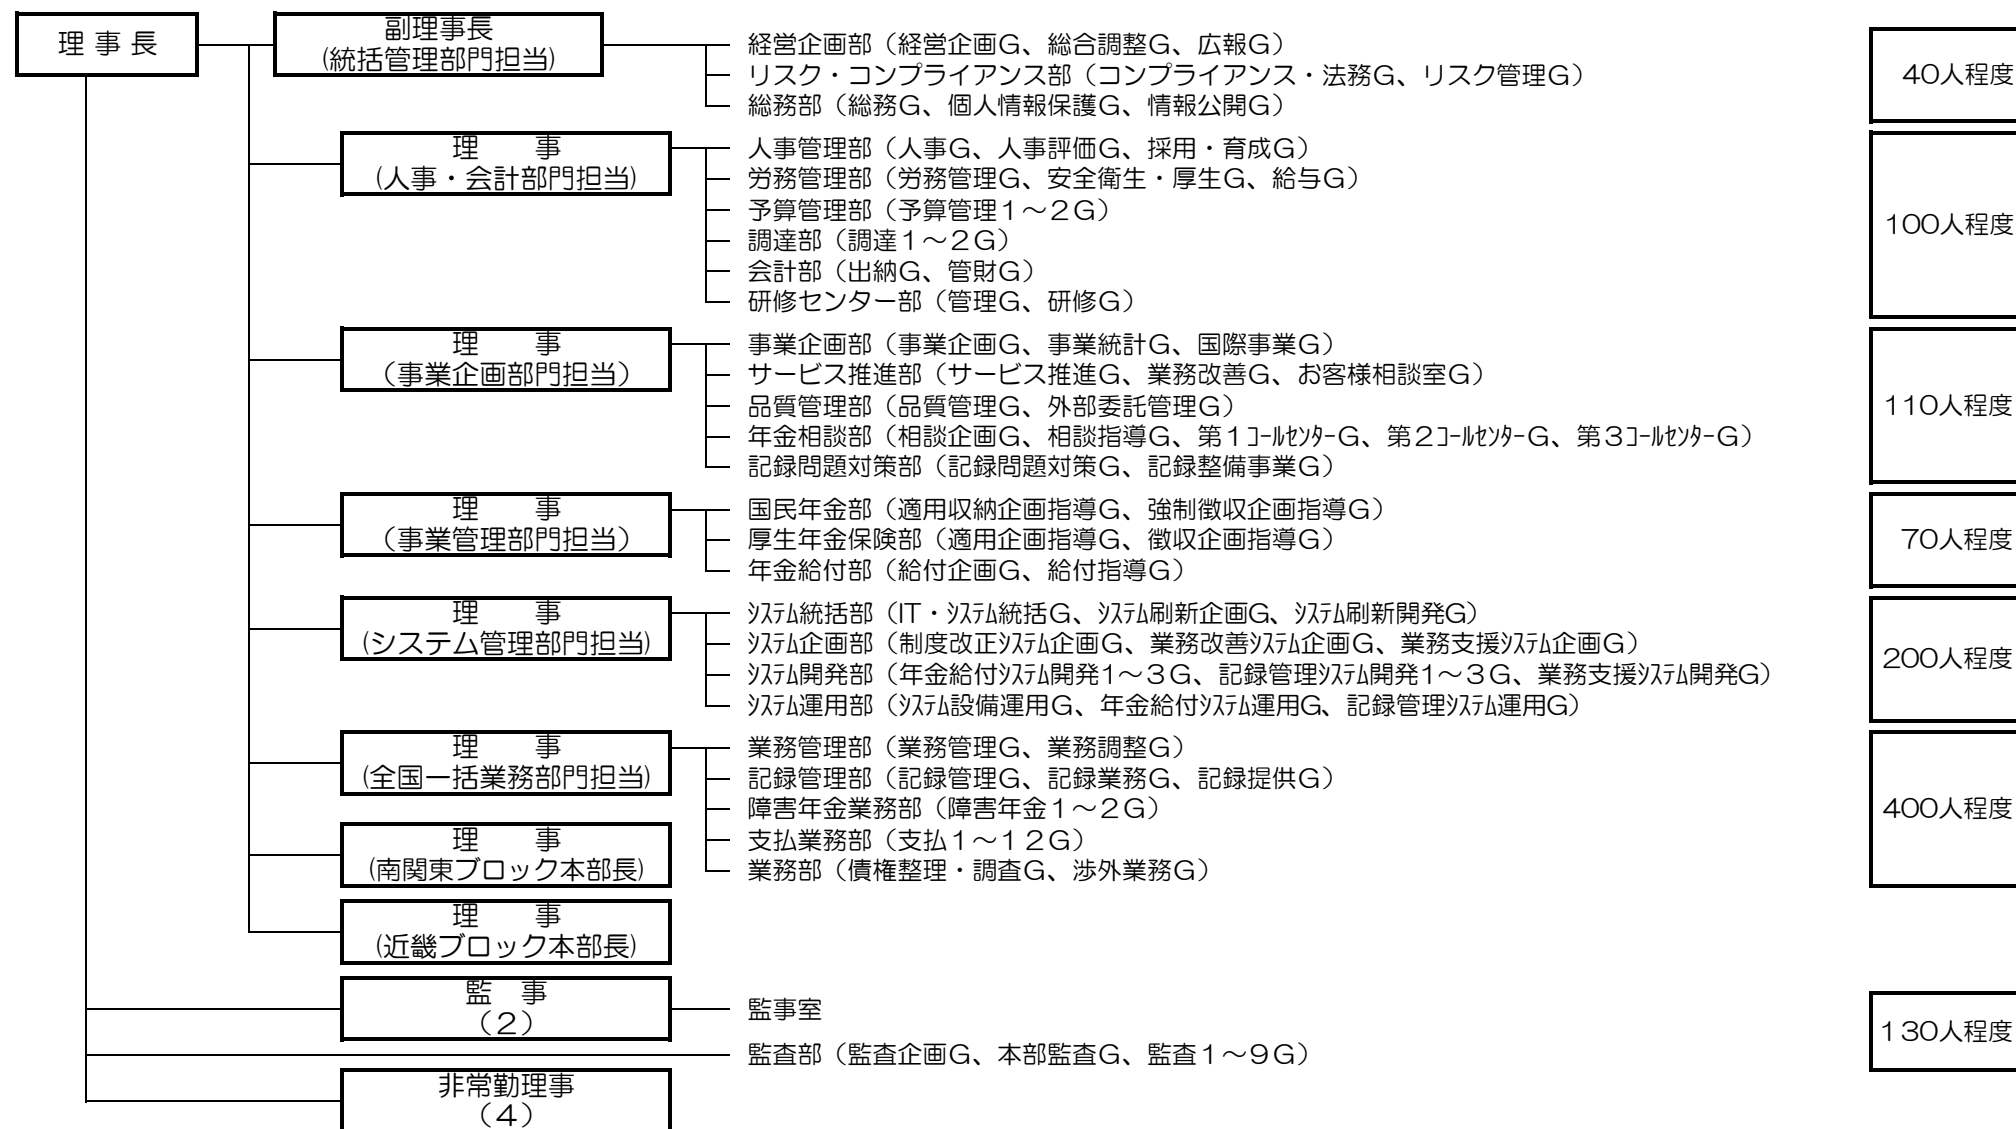 理 事 長
副理事長
(統括管理部門担当)
経営企画部（経営企画G、総合調整G、広報G）
リスク・コンプライアンス部（コンプライアンス・法務G、リスク管理G）
総務部（総務G、個人情報保護G、情報公開G）
40人程度
理　　事
(人事・会計部門担当)
人事管理部（人事G、人事評価G、採用・育成G）
労務管理部（労務管理G、安全衛生・厚生G、給与G）
予算管理部（予算管理１～２G）
調達部（調達１～２G）
会計部（出納G、管財G）
研修センター部（管理G、研修G）
100人程度
理　　事
（事業企画部門担当）
事業企画部（事業企画G、事業統計G、国際事業G）
サービス推進部（サービス推進G、業務改善G、お客様相談室G）
品質管理部（品質管理G、外部委託管理G）
年金相談部（相談企画G、相談指導G、第１ｺｰﾙｾﾝﾀｰG、第２ｺｰﾙｾﾝﾀｰG、第３ｺｰﾙｾﾝﾀｰG）
記録問題対策部（記録問題対策G、記録整備事業G）
110人程度
理　　事
（事業管理部門担当）
国民年金部（適用収納企画指導G、強制徴収企画指導G）
厚生年金保険部（適用企画指導G、徴収企画指導G）
年金給付部（給付企画G、給付指導G）
70人程度
理　　事
(システム管理部門担当)
ｼｽﾃﾑ統括部（IT・ｼｽﾃﾑ統括G、ｼｽﾃﾑ刷新企画G、ｼｽﾃﾑ刷新開発G）
ｼｽﾃﾑ企画部（制度改正ｼｽﾃﾑ企画G、業務改善ｼｽﾃﾑ企画G、業務支援ｼｽﾃﾑ企画G）
ｼｽﾃﾑ開発部（年金給付ｼｽﾃﾑ開発1～３G、記録管理ｼｽﾃﾑ開発1～３G、業務支援ｼｽﾃﾑ開発G）
ｼｽﾃﾑ運用部（ｼｽﾃﾑ設備運用G、年金給付ｼｽﾃﾑ運用G、記録管理ｼｽﾃﾑ運用G）
200人程度
理　　事
(全国一括業務部門担当)
業務管理部（業務管理G、業務調整G）
記録管理部（記録管理G、記録業務G、記録提供G）
障害年金業務部（障害年金１～２G）
支払業務部（支払１～１２G）
業務部（債権整理・調査G、渉外業務G）
400人程度
理　　事
(南関東ブロック本部長)
理　　事
(近畿ブロック本部長)
監　事
（２）
監事室
監査部（監査企画G、本部監査G、監査１～９G）
130人程度
非常勤理事
（４）